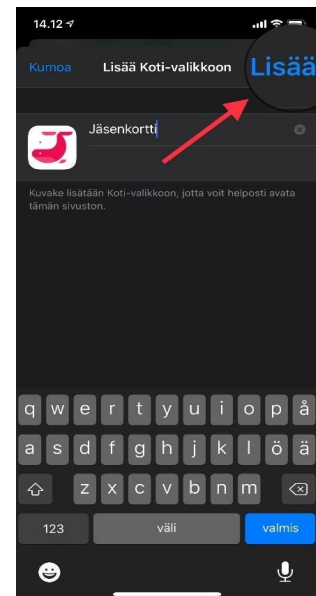 14.12
Kumoa Lisää Koti-valikkoon Lisää
Jäsenkortti
Kuvake lisätään Koti-valikkoon, jotta voit helposti avata
tämän sivuston.
q w e r t y u i o p å
a s d f g h j k l ö ä
z x c v b n m
123 väli valmis